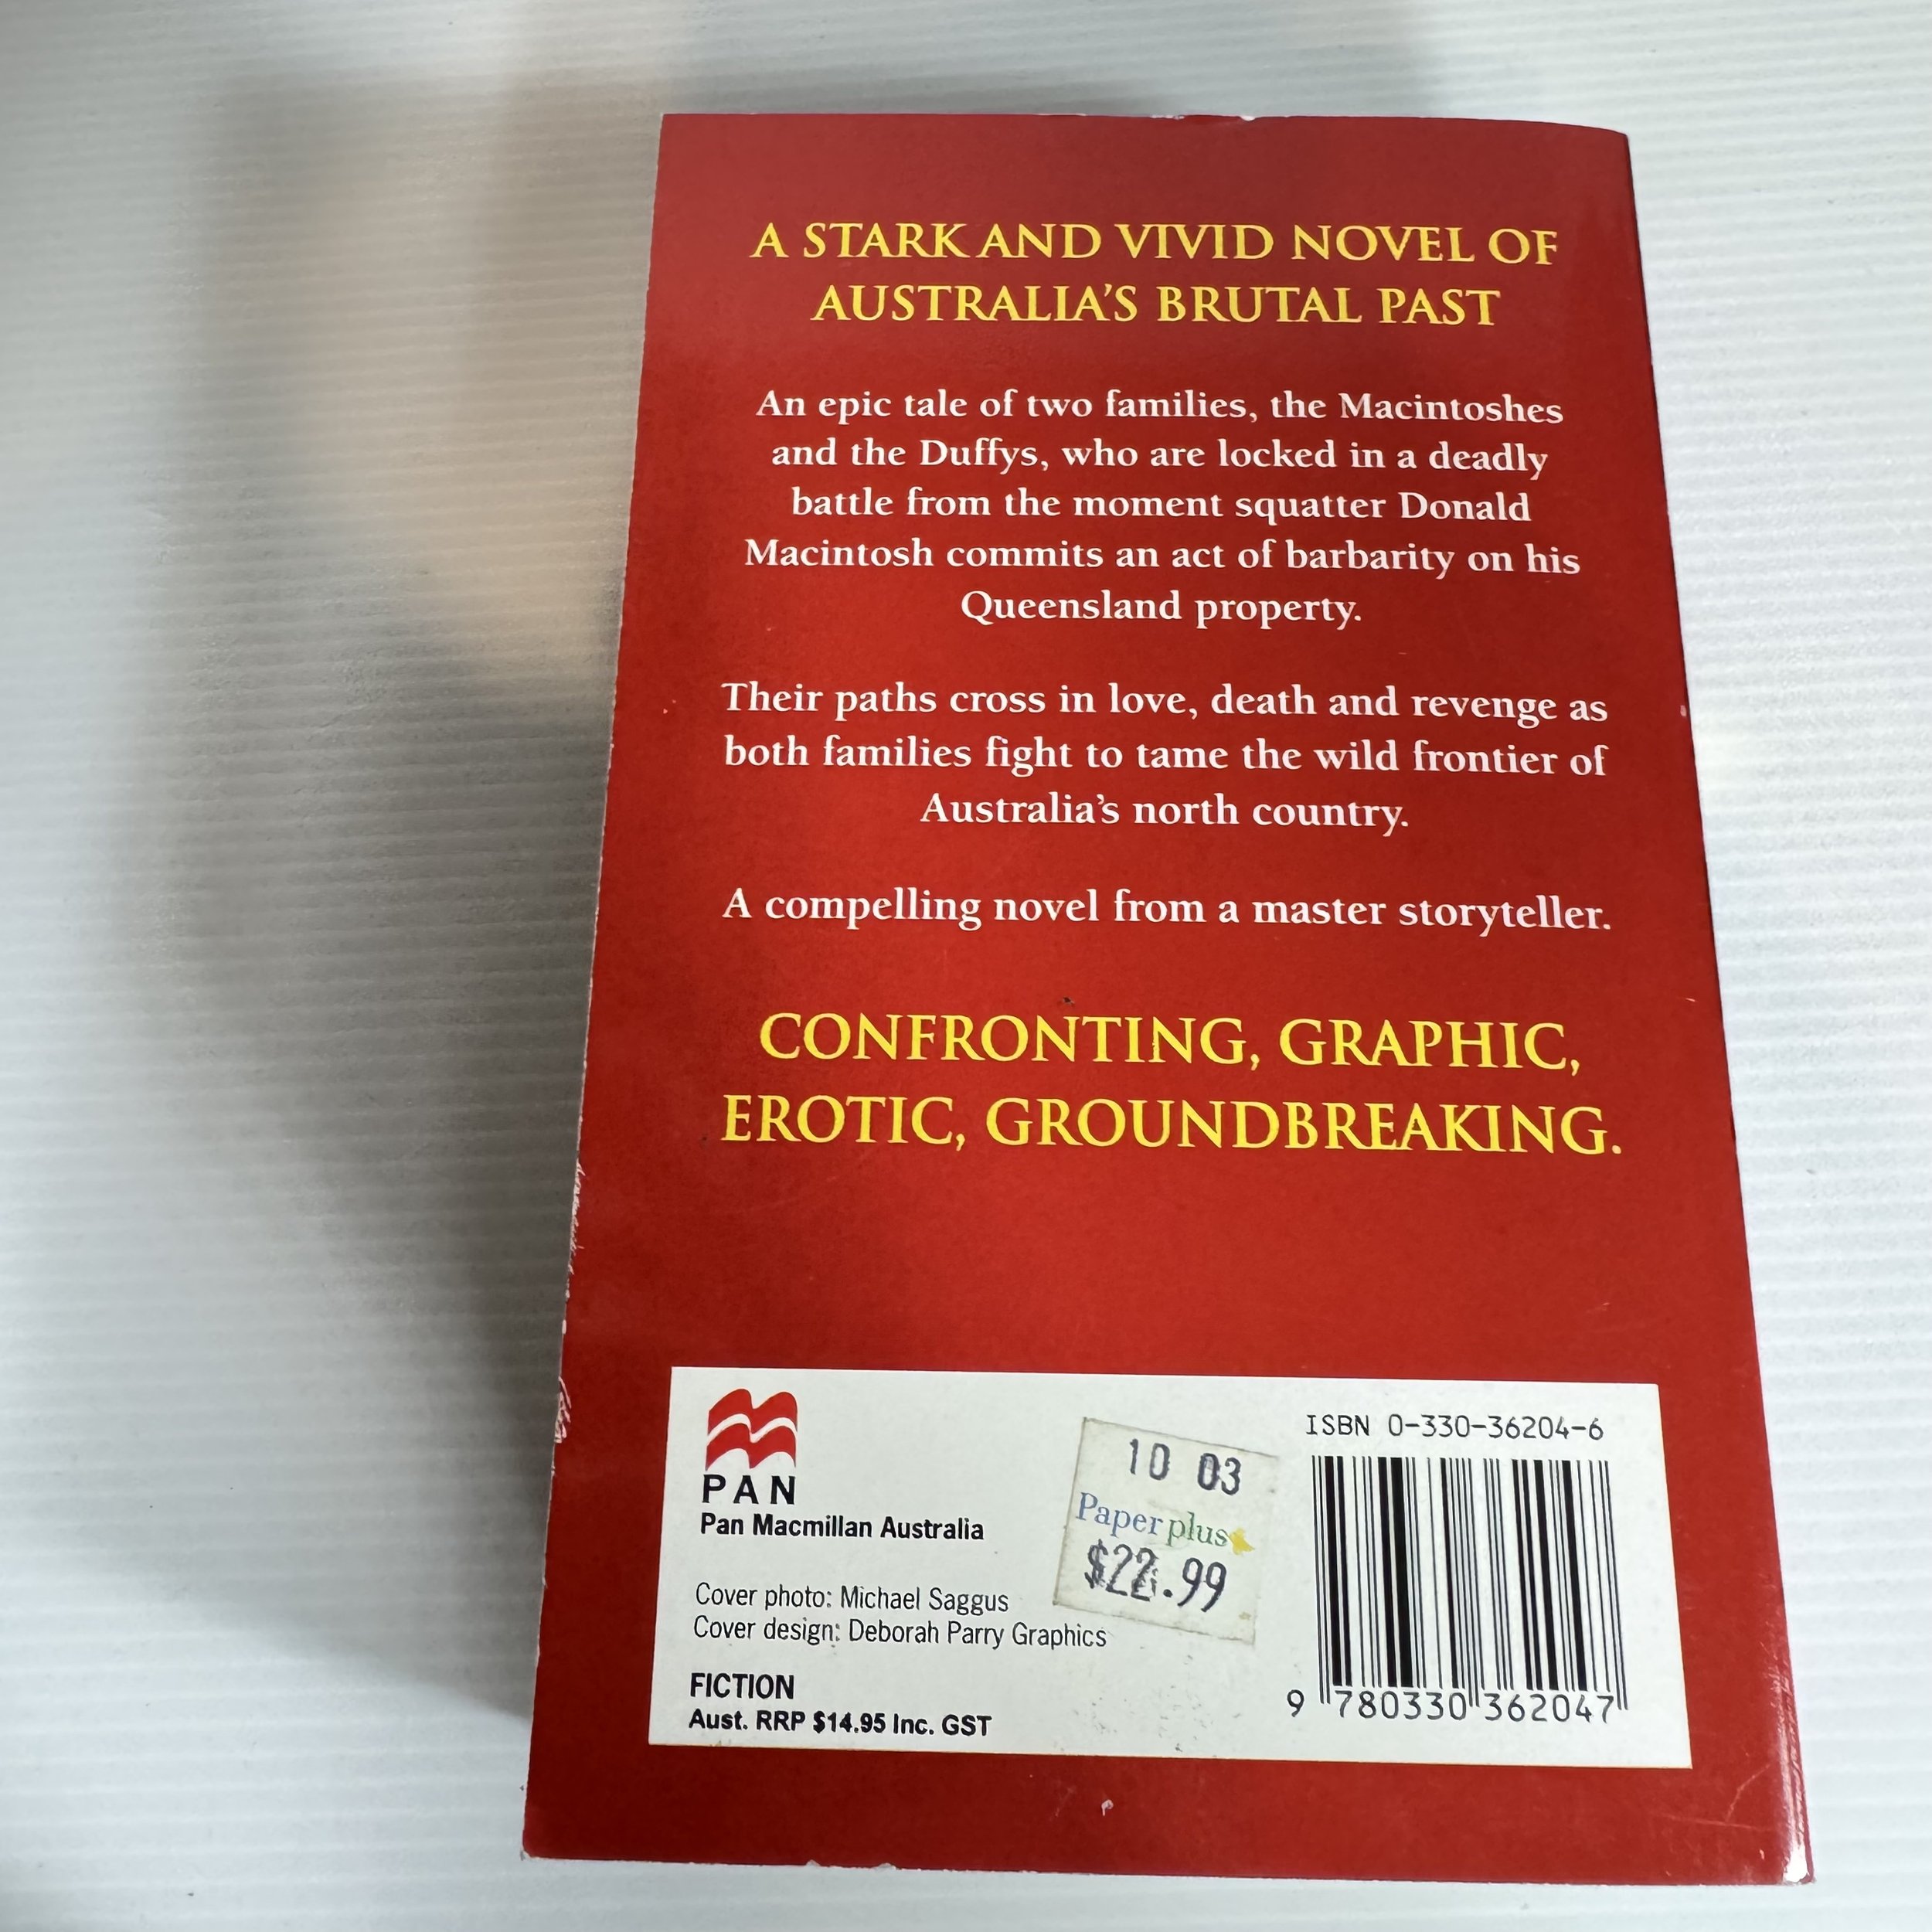 A STARK AND VIVID NOVEL OF
AUSTRALIA'S BRUTAL PAST
An epic tale of two families, the Macintoshes
and the Duffys, who are locked in a deadly
battle from the moment squatter Donald
Macintosh commits an act of barbarity on his
Queensland property.
Their paths cross in love, death and revenge as
both families fight to tame the wild frontier of
Australia's north country.
A compelling novel from a master storyteller.
CONFRONTING, GRAPHIC,
EROTIC, GROUNDBREAKING.
PAN
Pan Macmillan Australia
Cover photo: Michael Saggus
Cover design: Deborah Parry Graphics
FICTION
Aust. RRP $14.95 Inc. GST
10 03
Paperplus
$22.99
ISBN 0-330-36204-6
9 780330 362047